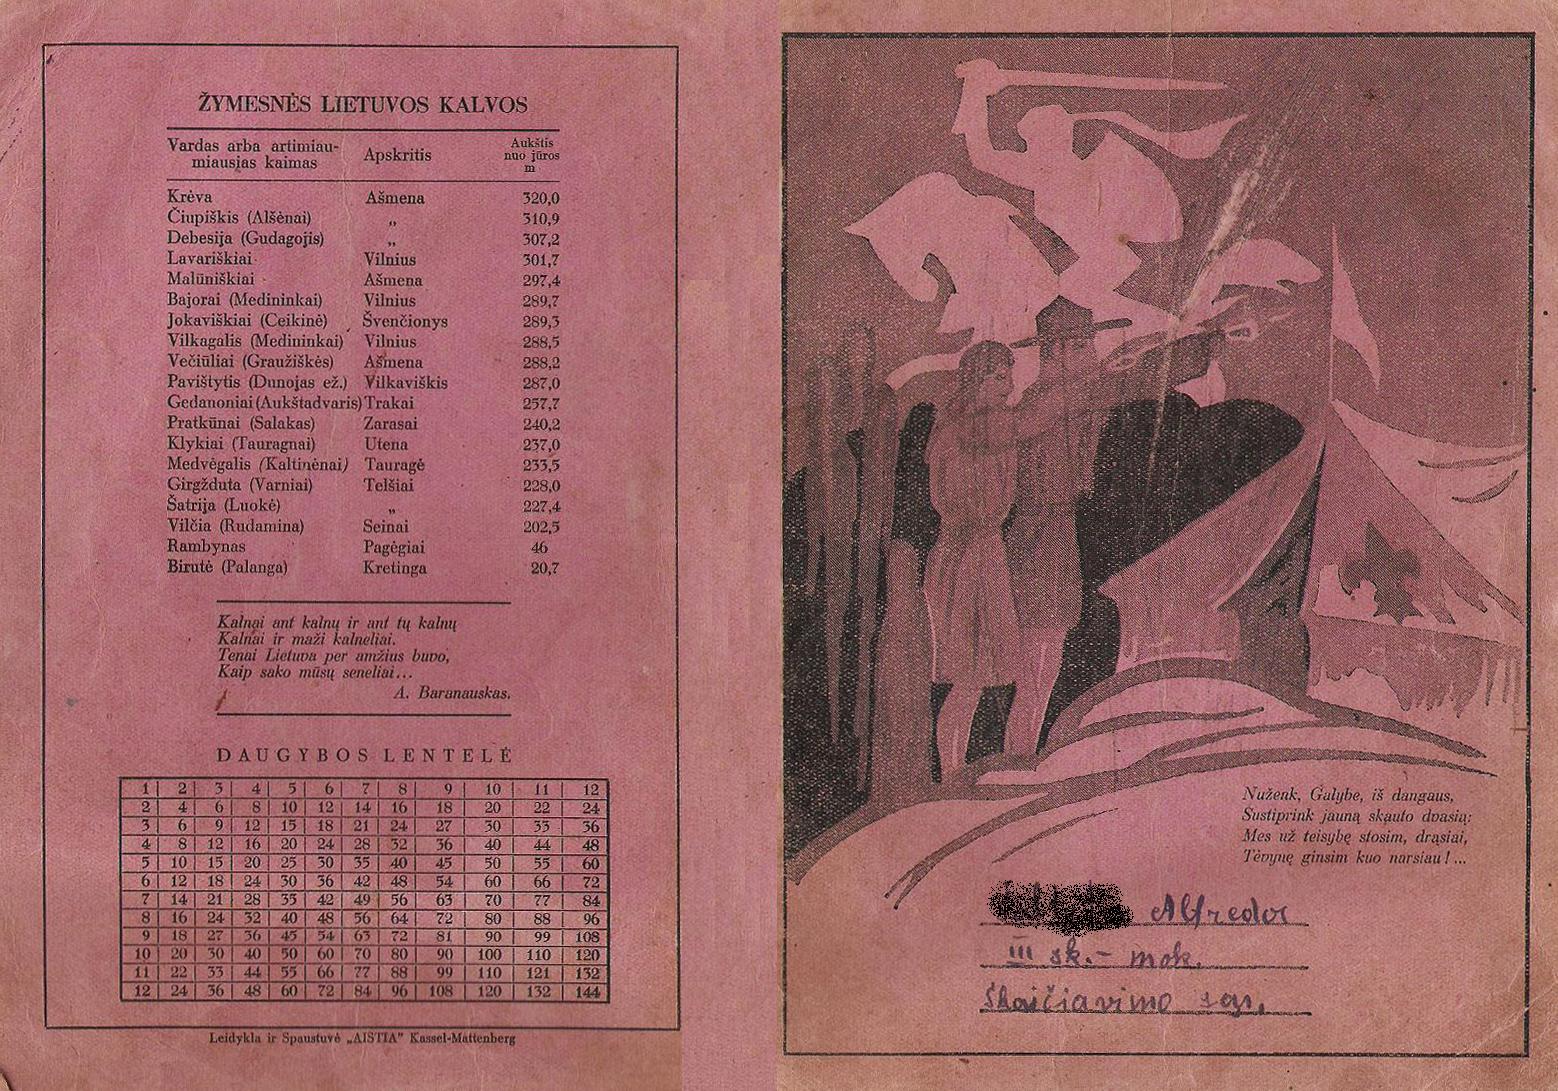 ŽYMESNĖS LIETUVOS KALVOS
Vardas arba artimiau-
miausias kaimas Apskritis Aukštis nuo jūros m
Krėva Ašmena 320,0
Čiupiškis (Alšėnai) „ 310,9
Debesija (Gudagojis) „ 307,2
Lavariškiai Vilnius 301,7
Malūniškiai Ašmena 297,4
Bajorai (Medininkai) Vilnius 289,7
Jokaviškiai (Ceikinė) Švenčionys 289,3
Vilkagalis (Medininkai) Vilnius 288,5
Večiūliai (Graužiškės) Ašmena 288,2
Pavištytis (Dunojas ež.) Vilkaviškis 287,0
Gedanoniai (Aukštadvaris) Trakai 257,7
Pratkūnai (Salakas) Zarasai 240,2
Klykiai (Tauragnai) Utena 237,0
Medvėgalis (Kaltinėnai) Tauragė 233,5
Girgžduta (Varniai) Telšiai 228,0
Šatrija (Luokė) „ 227,4
Vilčia (Rudamina) Seinai 202,5
Rambynas Pagėgiai 46
Birutė (Palanga) Kretinga 20,7
Kalnai ant kalnų ir ant tų kalnų
Kalnai ir maži kalneliai.
Tenai Lietuva per amžius buvo,
Kaip sako mūsų seneliai...
A. Baranauskas.
DAUGYBOS LENTELĖ
1 2 3 4 5 6 7 8 9 10 11 12
2 4 6 8 10 12 14 16 18 20 22 24
3 6 9 12 15 18 21 24 27 30 33 36
4 8 12 16 20 24 28 32 36 40 44 48
5 10 15 20 25 30 35 40 45 50 55 60
6 12 18 24 30 36 42 48 54 60 66 72
7 14 21 28 35 42 49 56 63 70 77 84
8 16 24 32 40 48 56 64 72 80 88 96
9 18 27 36 45 54 63 72 81 90 99 108
10 20 30 40 50 60 70 80 90 100 110 120
11 22 33 44 55 66 77 88 99 110 121 132
12 24 36 48 60 72 84 96 108 120 132 144
Leidykla ir Spaustuvė „AISTIA" Kassel-Mattenberg
Nuženk, Galybe, iš dangaus,
Sustiprink jauną skauto dvasią;
Mes už teisybę stosim, drąsiai,
Tėvynę ginsim kuo narsiau!...
Alfredas
III sk.- mok.
Skaičiavimo sąs.